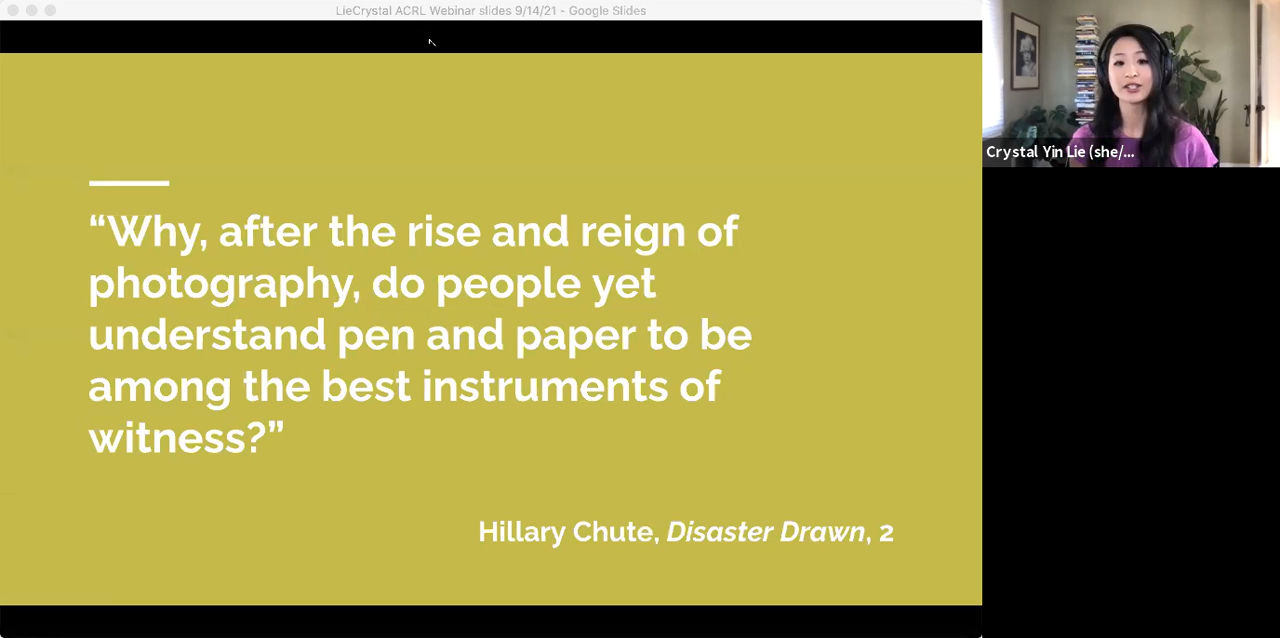 LieCrystal ACRL Webinar slides 9/14/21 - Google Slides
“Why, after the rise and reign of
photography, do people yet
understand pen and paper to be
among the best instruments of
witness?”
Hillary Chute, Disaster Drawn, 2
Crystal Yin Lie (she/...